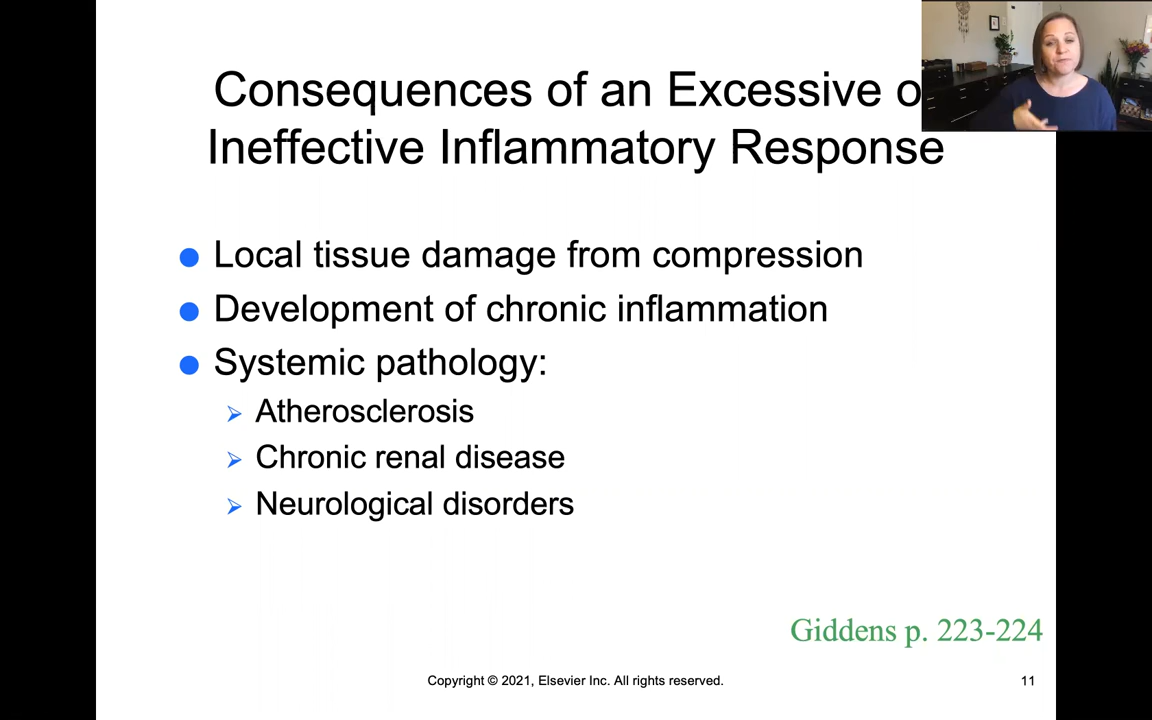 Consequences of an Excessive o
Ineffective Inflammatory Response
Local tissue damage from compression
Development of chronic inflammation
Systemic pathology:
Atherosclerosis
Chronic renal disease
Neurological disorders
Giddens p. 223-224
Copyright © 2021, Elsevier Inc. All rights reserved.
11